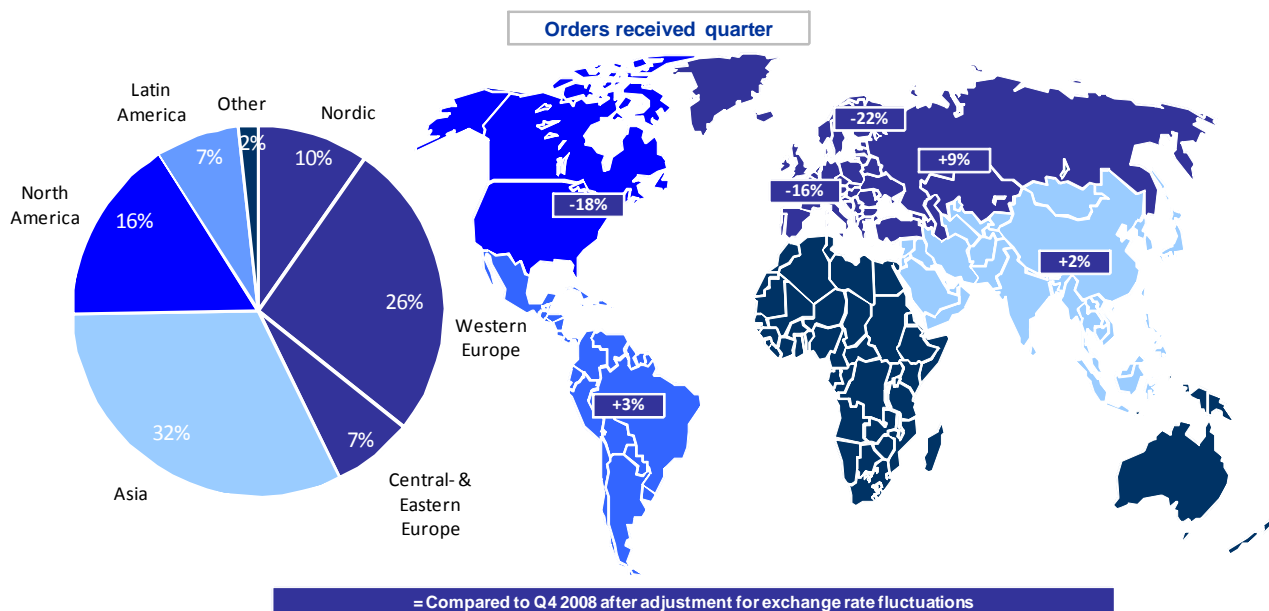 Orders received quarter
Latin
America
Other
Nordic
2%
7%
10%
North
America
16%
26%
Western
Europe
32%
7%
Asia
Central- &
Eastern
Europe
-22%
+9%
-16%
-18%
+2%
+3%
= Compared to Q4 2008 after adjustment for exchange rate fluctuations